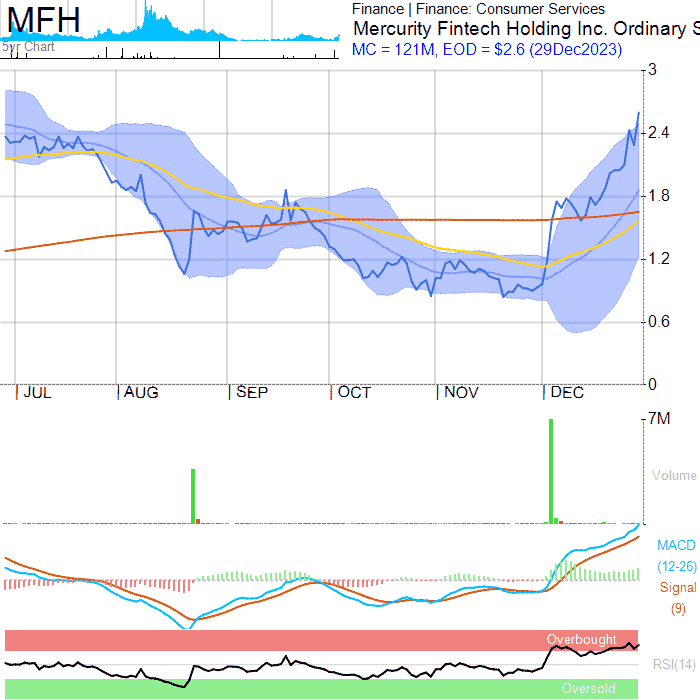 MFH
5yr Chart
Finance | Finance: Consumer Services
Mercurity Fintech Holding Inc. Ordinary S
MC = 121M, EOD = $2.6 (29Dec2023)
3
2.4
1.8
1.2
0.6
0
JUL AUG SEP OCT NOV DEC
7M
Volume
MACD
(12-26)
Signal
(9)
Overbought
RSI(14)
Oversold